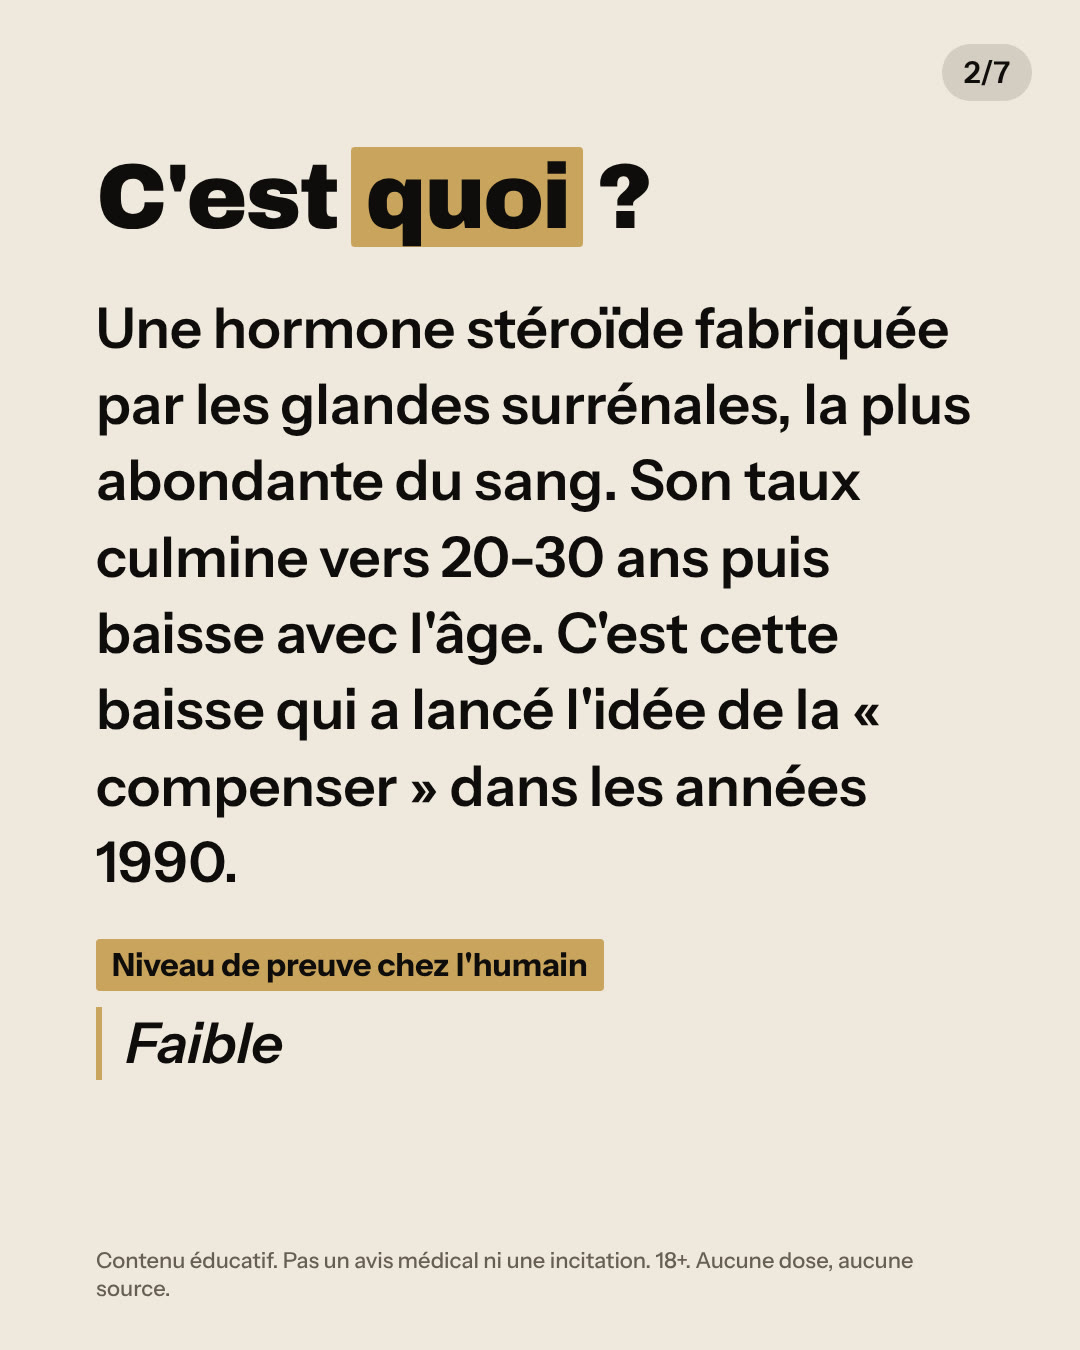 2/7
C'est quoi ?
Une hormone stéroïde fabriquée
par les glandes surrénales, la plus
abondante du sang. Son taux
culmine vers 20-30 ans puis
baisse avec l'âge. C'est cette
baisse qui a lancé l'idée de la «
compenser » dans les années
1990.
Niveau de preuve chez l'humain
Faible
Contenu éducatif. Pas un avis médical ni une incitation. 18+. Aucune dose, aucune
source.